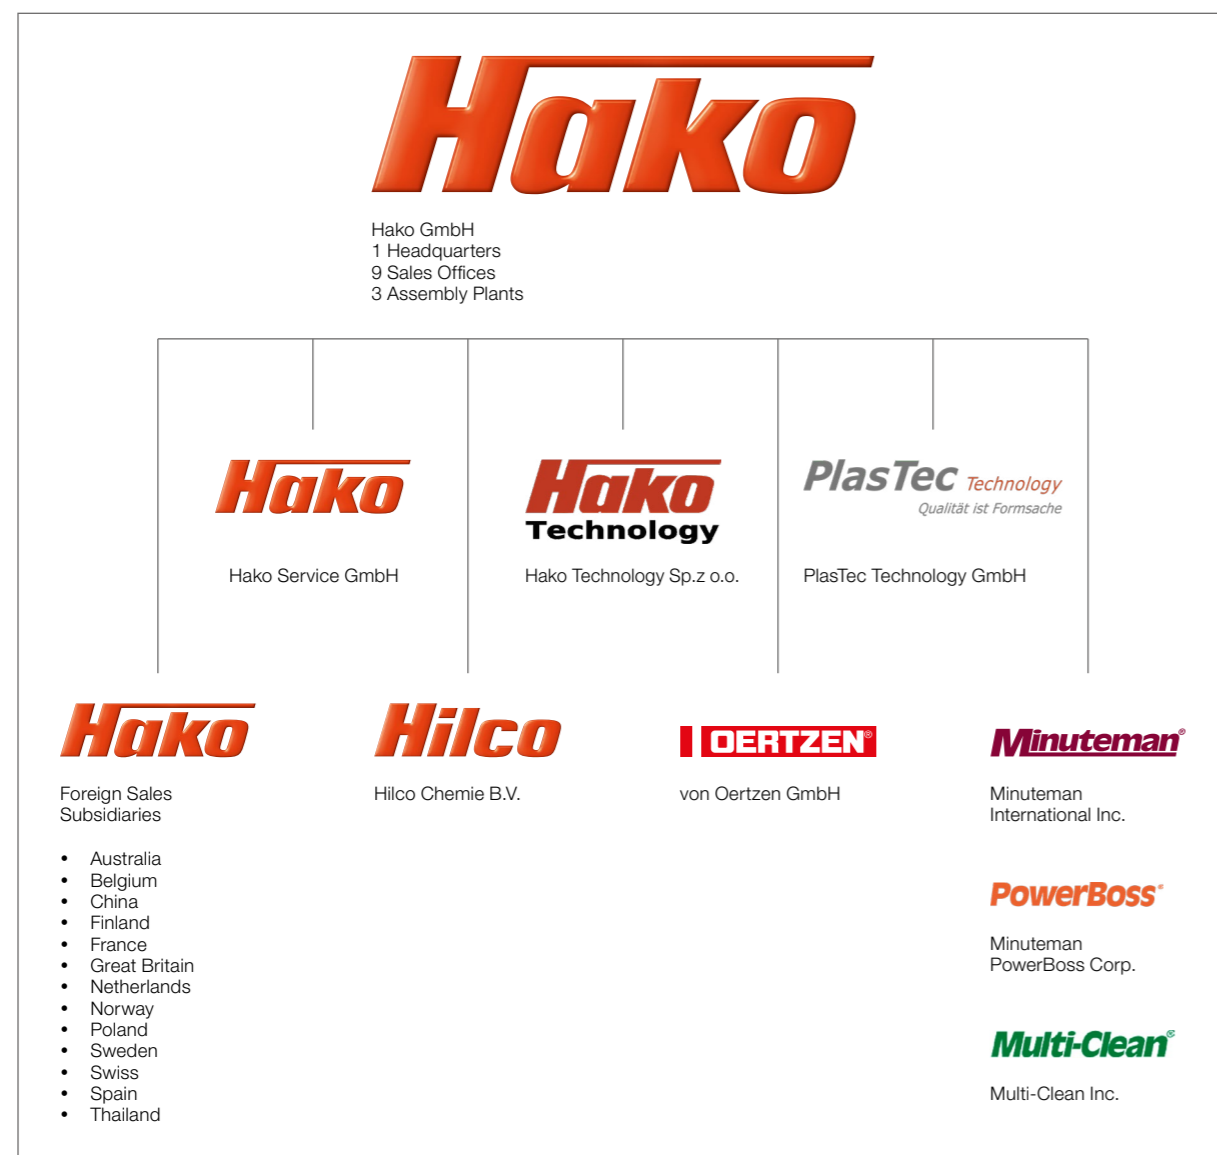 Hako
Hako GmbH
1 Headquarters
9 Sales Offices
3 Assembly Plants
Hako
Hako Service GmbH
Hako
Technology
Hako Technology Sp.z o.o.
PlasTec Technology
Qualität ist Formsache
PlasTec Technology GmbH
Hako
Foreign Sales
Subsidiaries
• Australia
• Belgium
• China
• Finland
• France
• Great Britain
• Netherlands
• Norway
• Poland
• Sweden
• Swiss
• Spain
• Thailand
Hilco
Hilco Chemie B.V.
OERTZEN®
von Oertzen GmbH
Minuteman®
Minuteman
International Inc.
PowerBoss®
Minuteman
PowerBoss Corp.
Multi-Clean®
Multi-Clean Inc.